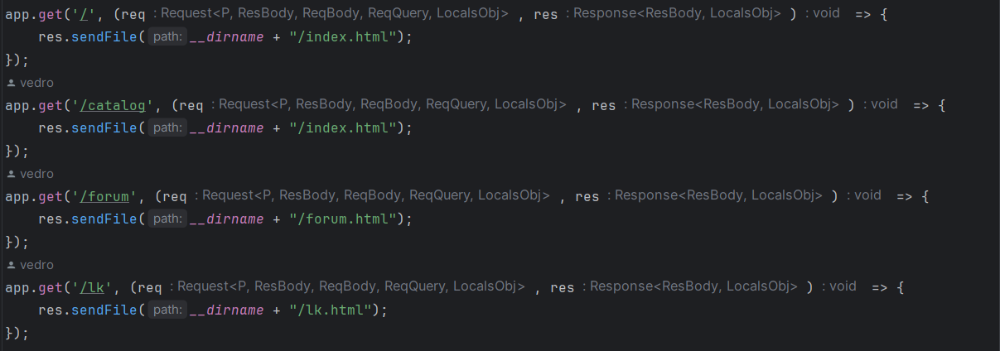 app.get('/', (req : Request<P, ResBody, ReqBody, ReqQuery, LocalsObj> , res : Response<ResBody, LocalsObj> ) : void => {
    res.sendFile( path: __dirname + "/index.html");
});
vedro
app.get('/catalog', (req : Request<P, ResBody, ReqBody, ReqQuery, LocalsObj> , res : Response<ResBody, LocalsObj> ) : void => {
    res.sendFile( path: __dirname + "/index.html");
});
vedro
app.get('/forum', (req : Request<P, ResBody, ReqBody, ReqQuery, LocalsObj> , res : Response<ResBody, LocalsObj> ) : void => {
    res.sendFile( path: __dirname + "/forum.html");
});
vedro
app.get('/lk', (req : Request<P, ResBody, ReqBody, ReqQuery, LocalsObj> , res : Response<ResBody, LocalsObj> ) : void => {
    res.sendFile( path: __dirname + "/lk.html");
});